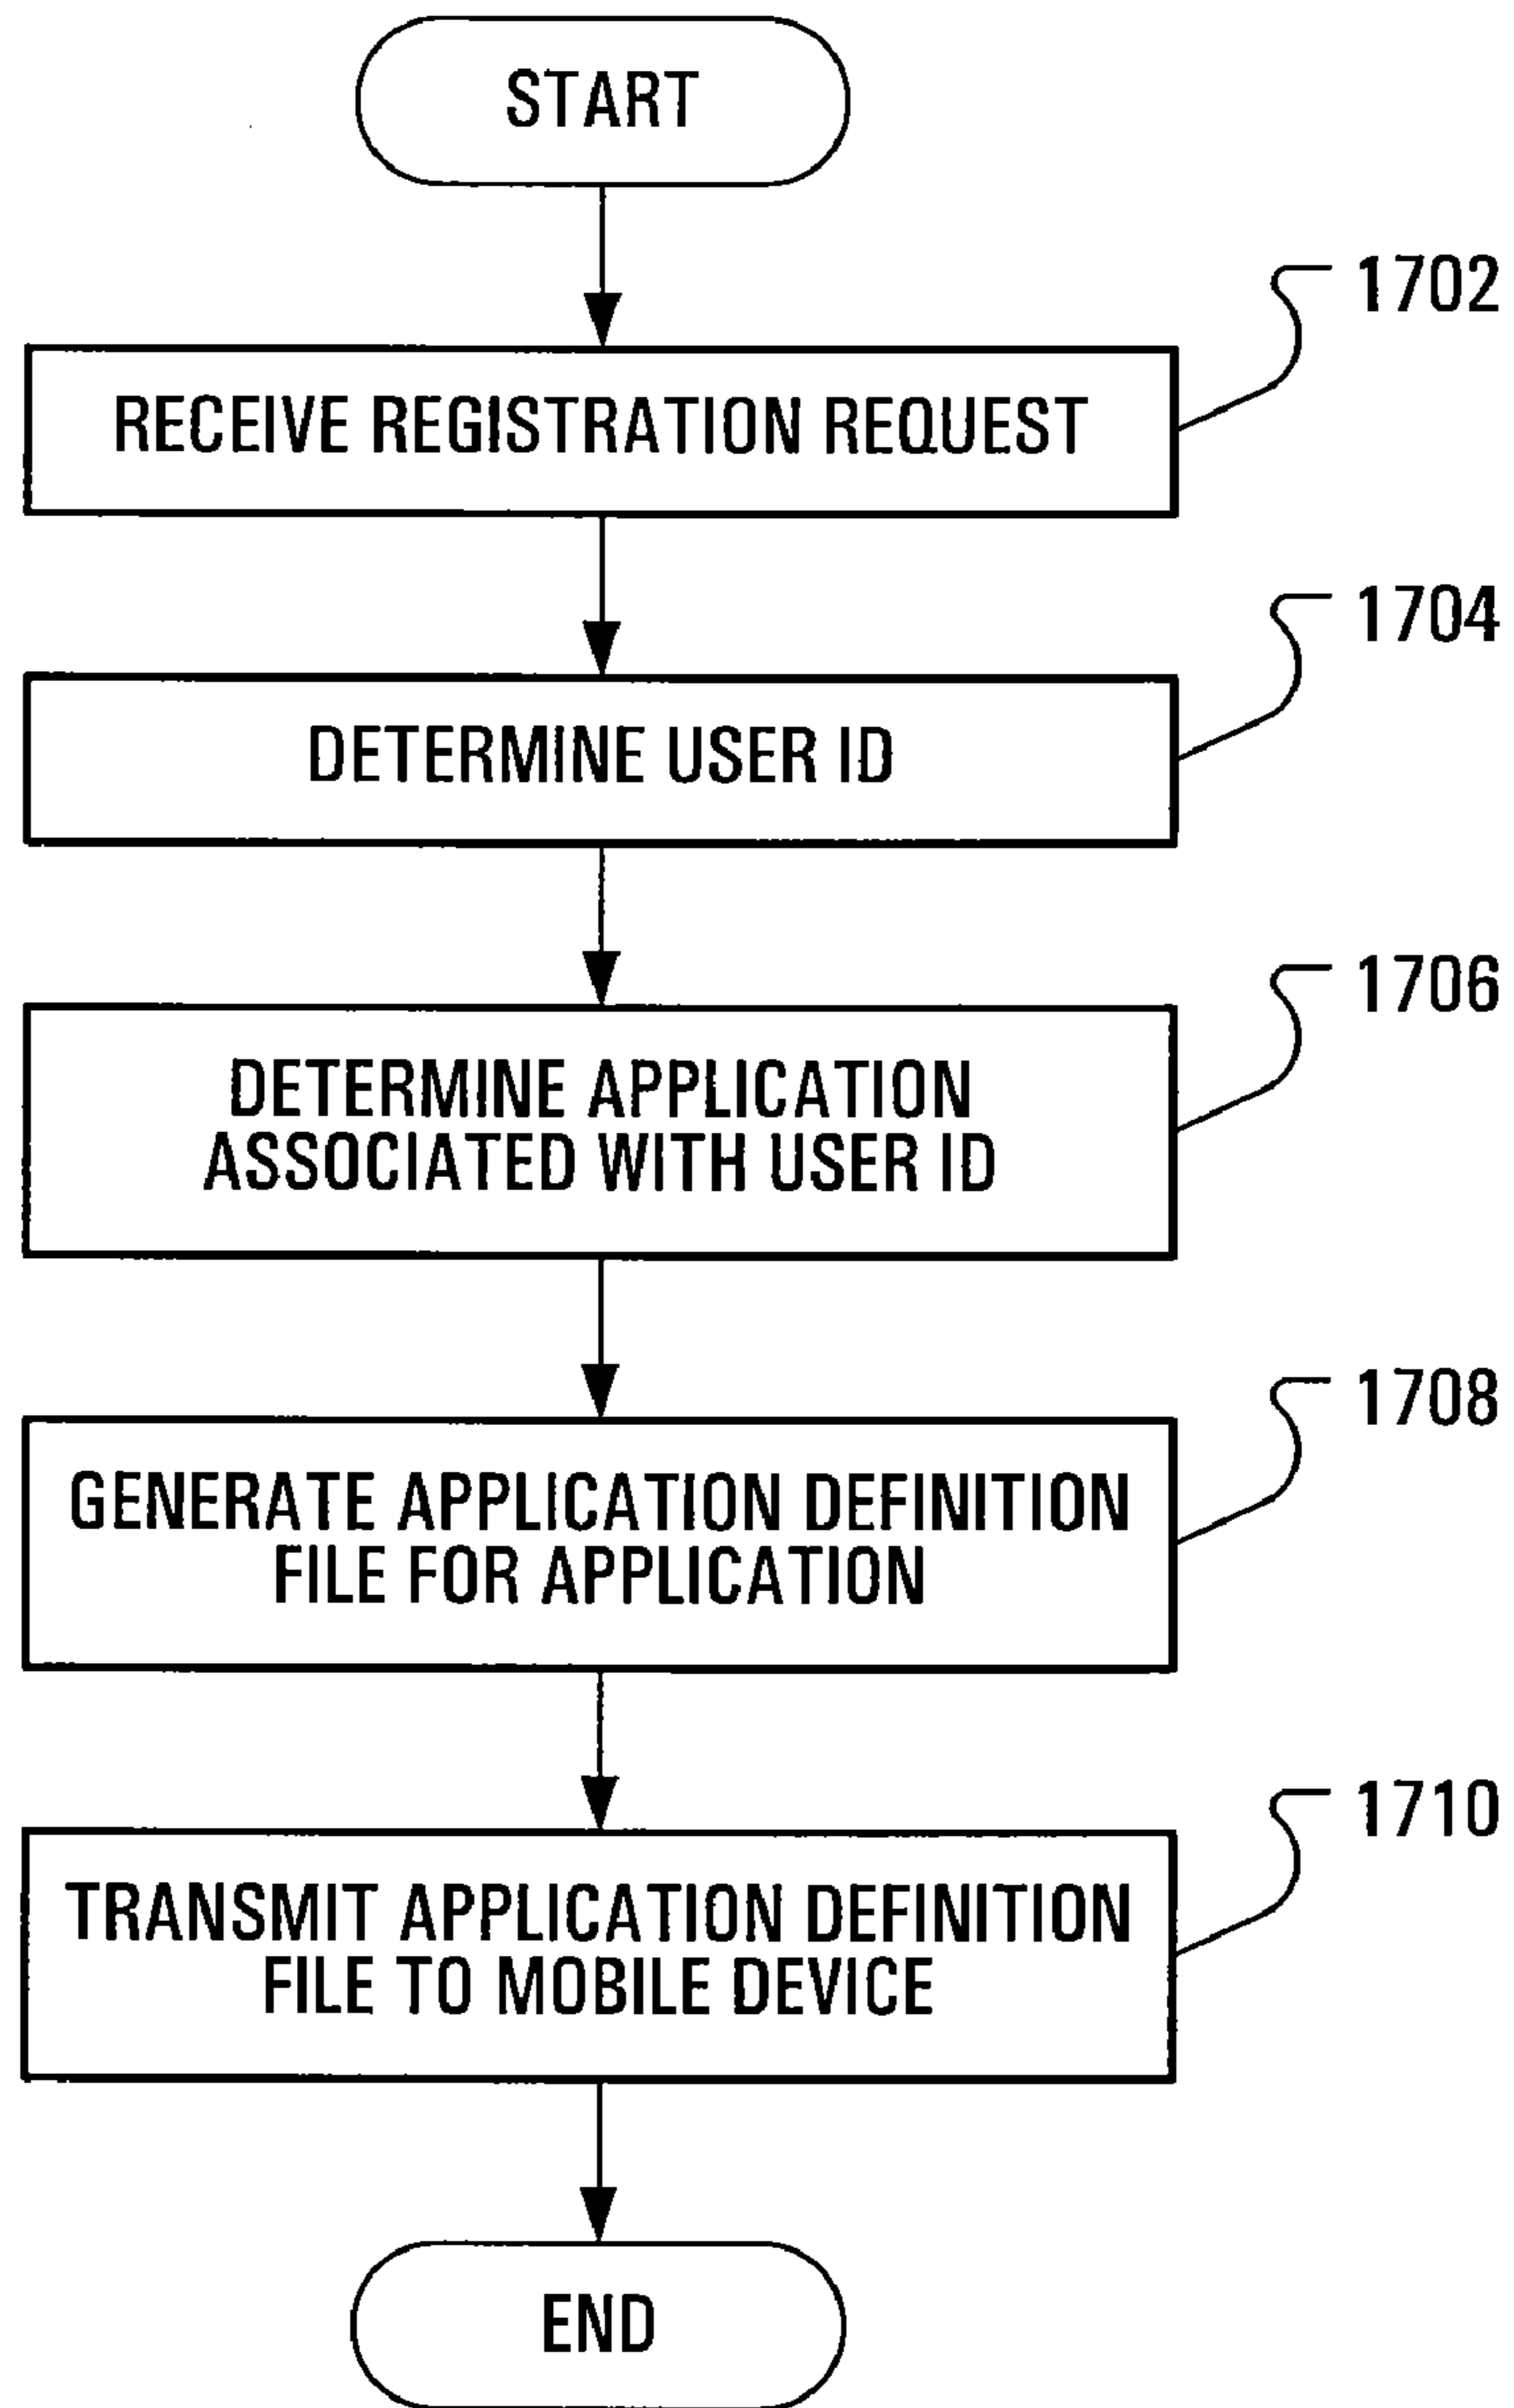 START
1702
RECEIVE REGISTRATION REQUEST
1704
DETERMINE USER ID
1706
DETERMINE APPLICATION
ASSOCIATED WITH USER ID
1708
GENERATE APPLICATION DEFINITION
FILE FOR APPLICATION
1710
TRANSMIT APPLICATION DEFINITION
FILE TO MOBILE DEVICE
END